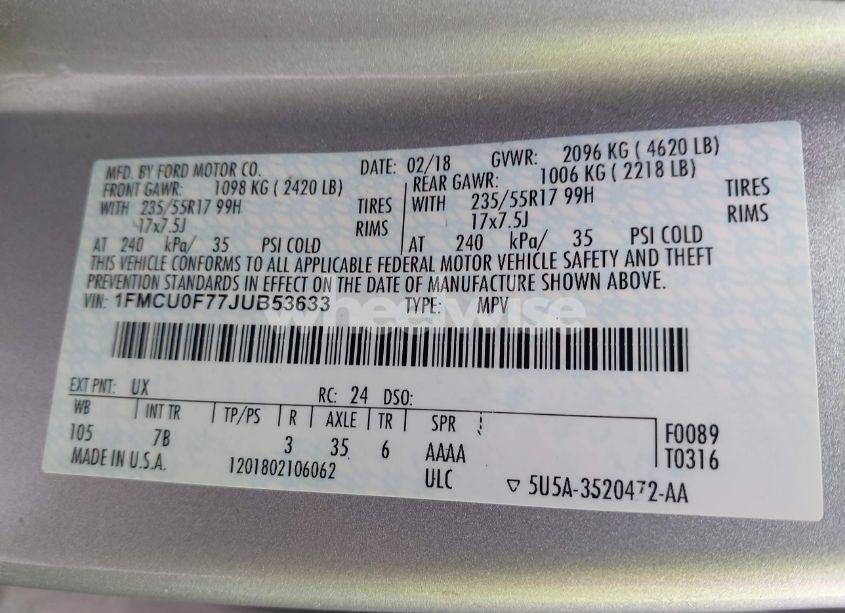 MFD. BY FORD MOTOR CO. DATE: 02/18 GVWR: 2096 KG ( 4620 LB)
FRONT GAWR: 1098 KG ( 2420 LB) REAR GAWR: 1006 KG ( 2218 LB)
WITH 235/55R17 99H TIRES WITH 235/55R17 99H TIRES
17x7.5J RIMS 17x7.5J RIMS
AT 240 kPa/ 35 PSI COLD AT 240 kPa/ 35 PSI COLD
THIS VEHICLE CONFORMS TO ALL APPLICABLE FEDERAL MOTOR VEHICLE SAFETY AND THEFT
PREVENTION STANDARDS IN EFFECT ON THE DATE OF MANUFACTURE SHOWN ABOVE.
VIN: 1FMCU0F77JUB53633 TYPE: MPV
wheelwise
EXT PNT: UX RC: 24 DSO:
WB INT TR TP/PS R AXLE TR SPR
105 7B 3 35 6 AAAA F0089
MADE IN U.S.A. 1201802106062 ULC T0316
5U5A-3520472-AA